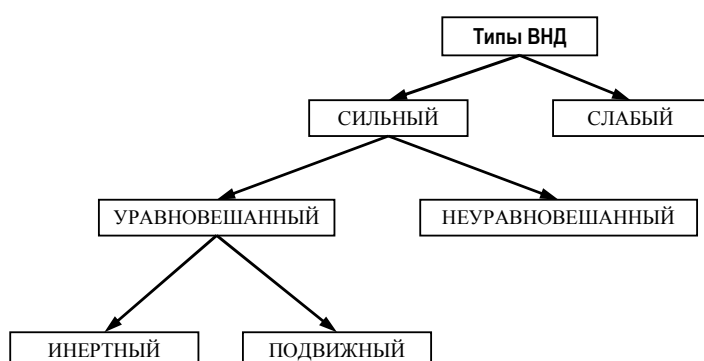 Типы ВНД
СИЛЬНЫЙ
СЛАБЫЙ
УРАВНОВЕШАННЫЙ
НЕУРАВНОВЕШАННЫЙ
ИНЕРТНЫЙ
ПОДВИЖНЫЙ